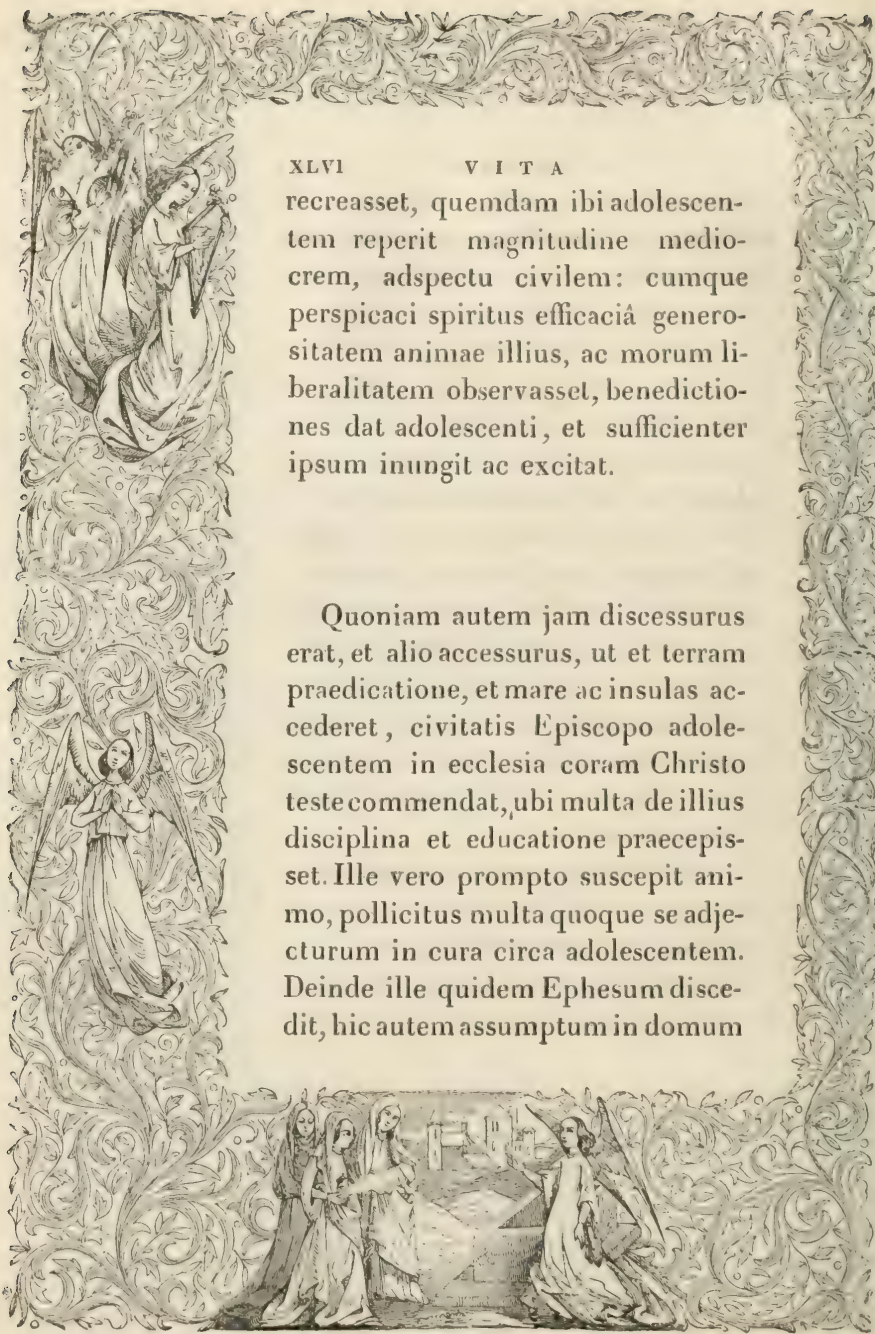 XLVI VITA
recreasset, quemdam ibi adolescen-
tem reperit magnitudine medio-
crem, adspectu civilem: cumque
perspicaci spiritus efficaciâ genero-
sitatem animae illius, ac morum li-
beralitatem observasset, benedictio-
nes dat adolescenti, et sufficienter
ipsum inungit ac excitat.
Quoniam autem jam discessurus
erat, et alio accessurus, ut et terram
praedicatione, et mare ac insulas ac-
cederet, civitatis Episcopo adole-
scentem in ecclesia coram Christo
teste commendat, ubi multa de illius
disciplina et educatione praecepis-
set. Ille vero prompto suscepit ani-
mo, pollicitus multa quoque se adje-
cturum in cura circa adolescentem.
Deinde ille quidem Ephesum disce-
dit, hic autem assumptum in domum